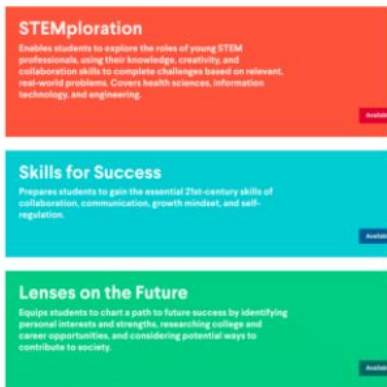 STEMploration
Enables students to explore the roles of young STEM
professionals, using their knowledge, creativity, and
collaboration skills to complete challenges based on relevant,
real-world problems. Covers health sciences, information
technology, and engineering.
Availab
Skills for Success
Prepares students to gain the essential 21st-century skills of
collaboration, communication, growth mindset, and self-
regulation.
Availab
Lenses on the Future
Equips students to chart a path to future success by identifying
personal interests and strengths, researching college and
career opportunities, and considering potential ways to
contribute to society.
Availab